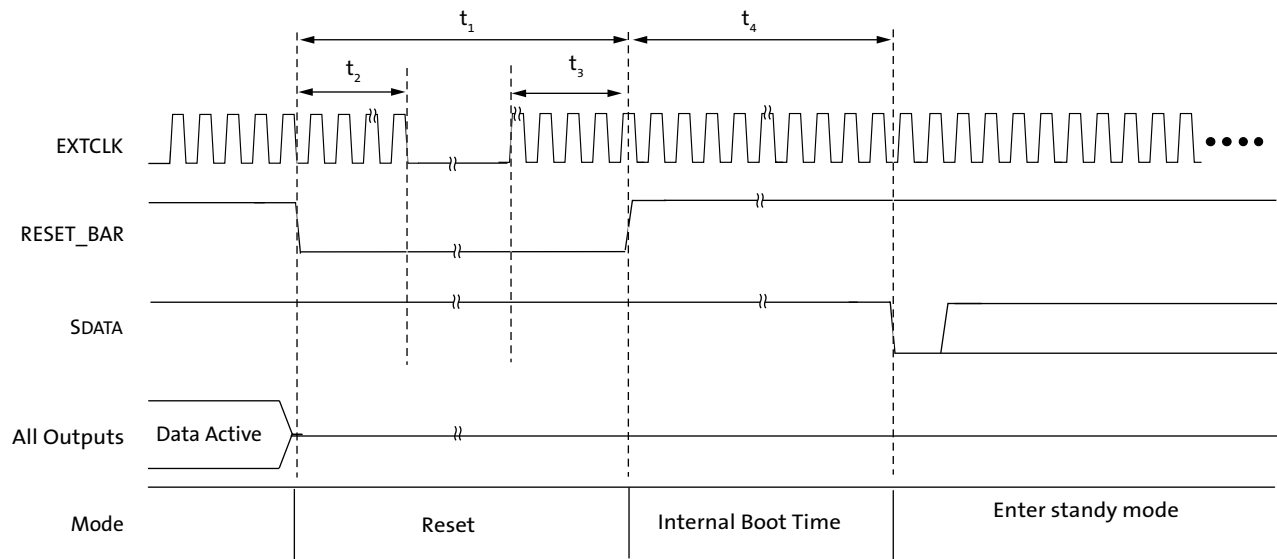 t₁
t₄
t₂
t₃
EXTCLK
RESET_BAR
SDATA
All Outputs
Data Active
Mode
Reset
Internal Boot Time
Enter standy mode